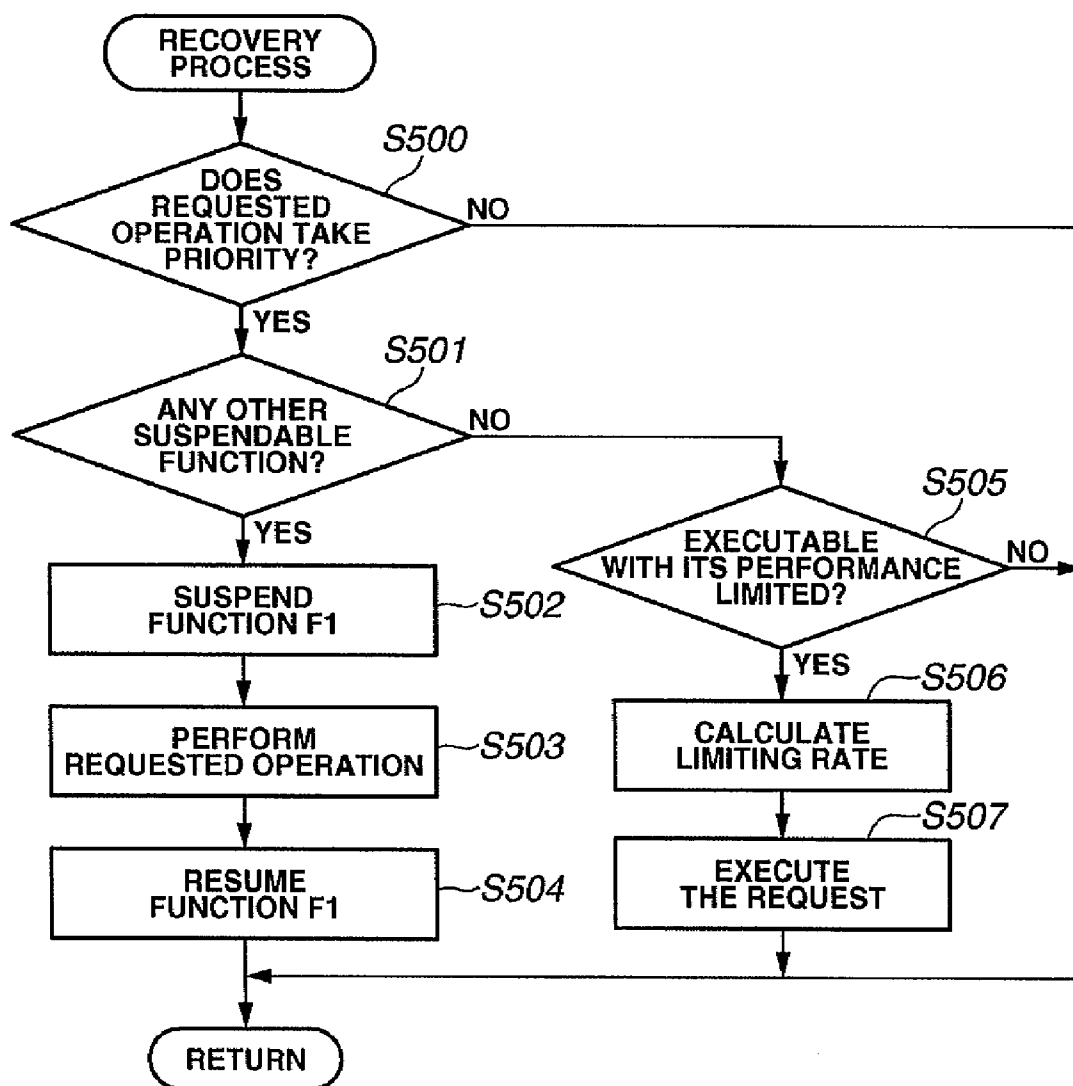 RECOVERY
PROCESS
S500
DOES
REQUESTED
OPERATION TAKE
PRIORITY?
NO
YES
S501
ANY OTHER
SUSPENDABLE
FUNCTION?
NO
YES
S505
EXECUTABLE
WITH ITS PERFORMANCE
LIMITED?
NO
YES
SUSPEND
FUNCTION F1
S502
S506
CALCULATE
LIMITING RATE
PERFORM
REQUESTED OPERATION
S503
S507
EXECUTE
THE REQUEST
RESUME
FUNCTION F1
S504
RETURN